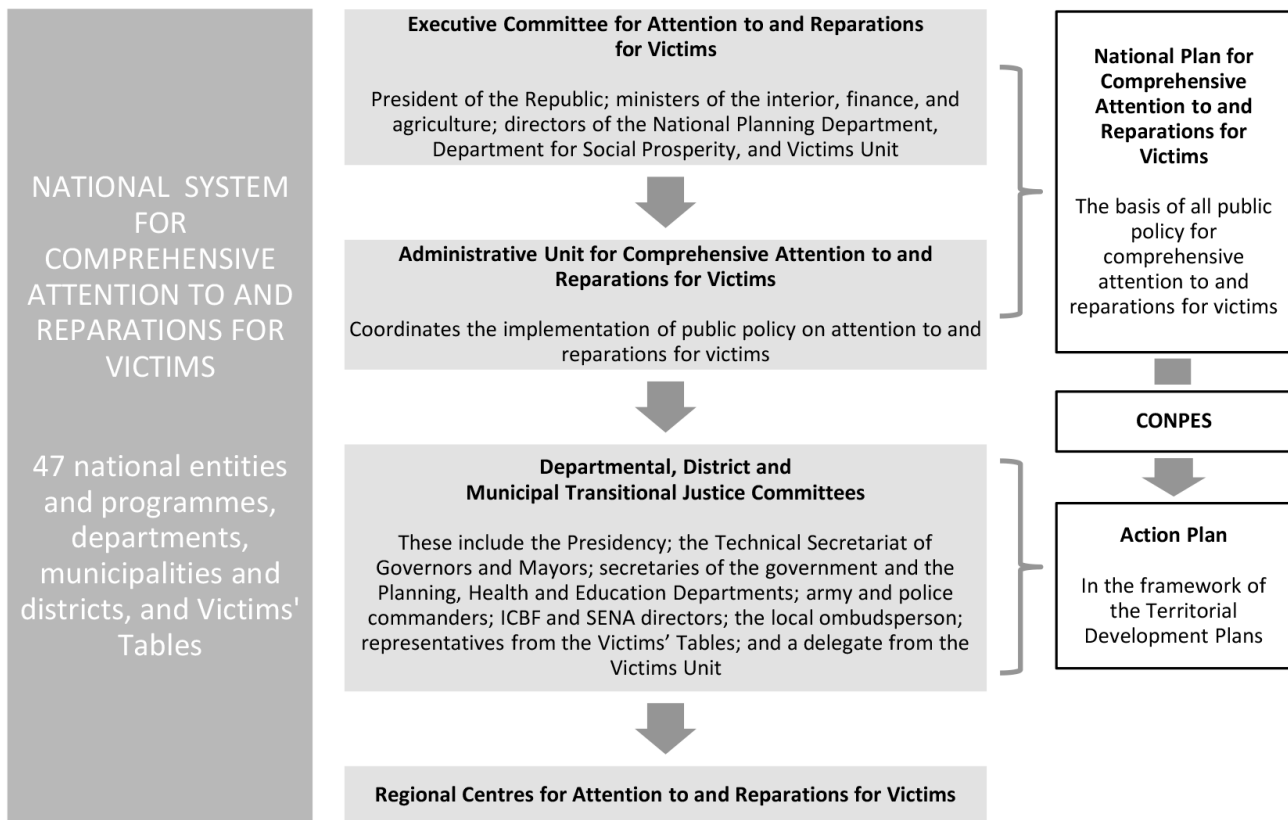 NATIONAL SYSTEM
FOR
COMPREHENSIVE
ATTENTION TO AND
REPARATIONS FOR
VICTIMS
47 national entities
and programmes,
departments,
municipalities and
districts, and Victims'
Tables
Executive Committee for Attention to and Reparations
for Victims
President of the Republic; ministers of the interior, finance, and
agriculture; directors of the National Planning Department,
Department for Social Prosperity, and Victims Unit
Administrative Unit for Comprehensive Attention to and
Reparations for Victims
Coordinates the implementation of public policy on attention to and
reparations for victims
Departmental, District and
Municipal Transitional Justice Committees
These include the Presidency; the Technical Secretariat of
Governors and Mayors; secretaries of the government and the
Planning, Health and Education Departments; army and police
commanders; ICBF and SENA directors; the local ombudsperson;
representatives from the Victims’ Tables; and a delegate from the
Victims Unit
Regional Centres for Attention to and Reparations for Victims
National Plan for
Comprehensive
Attention to and
Reparations for
Victims
The basis of all public
policy for
comprehensive
attention to and
reparations for victims
CONPES
Action Plan
In the framework of
the Territorial
Development Plans